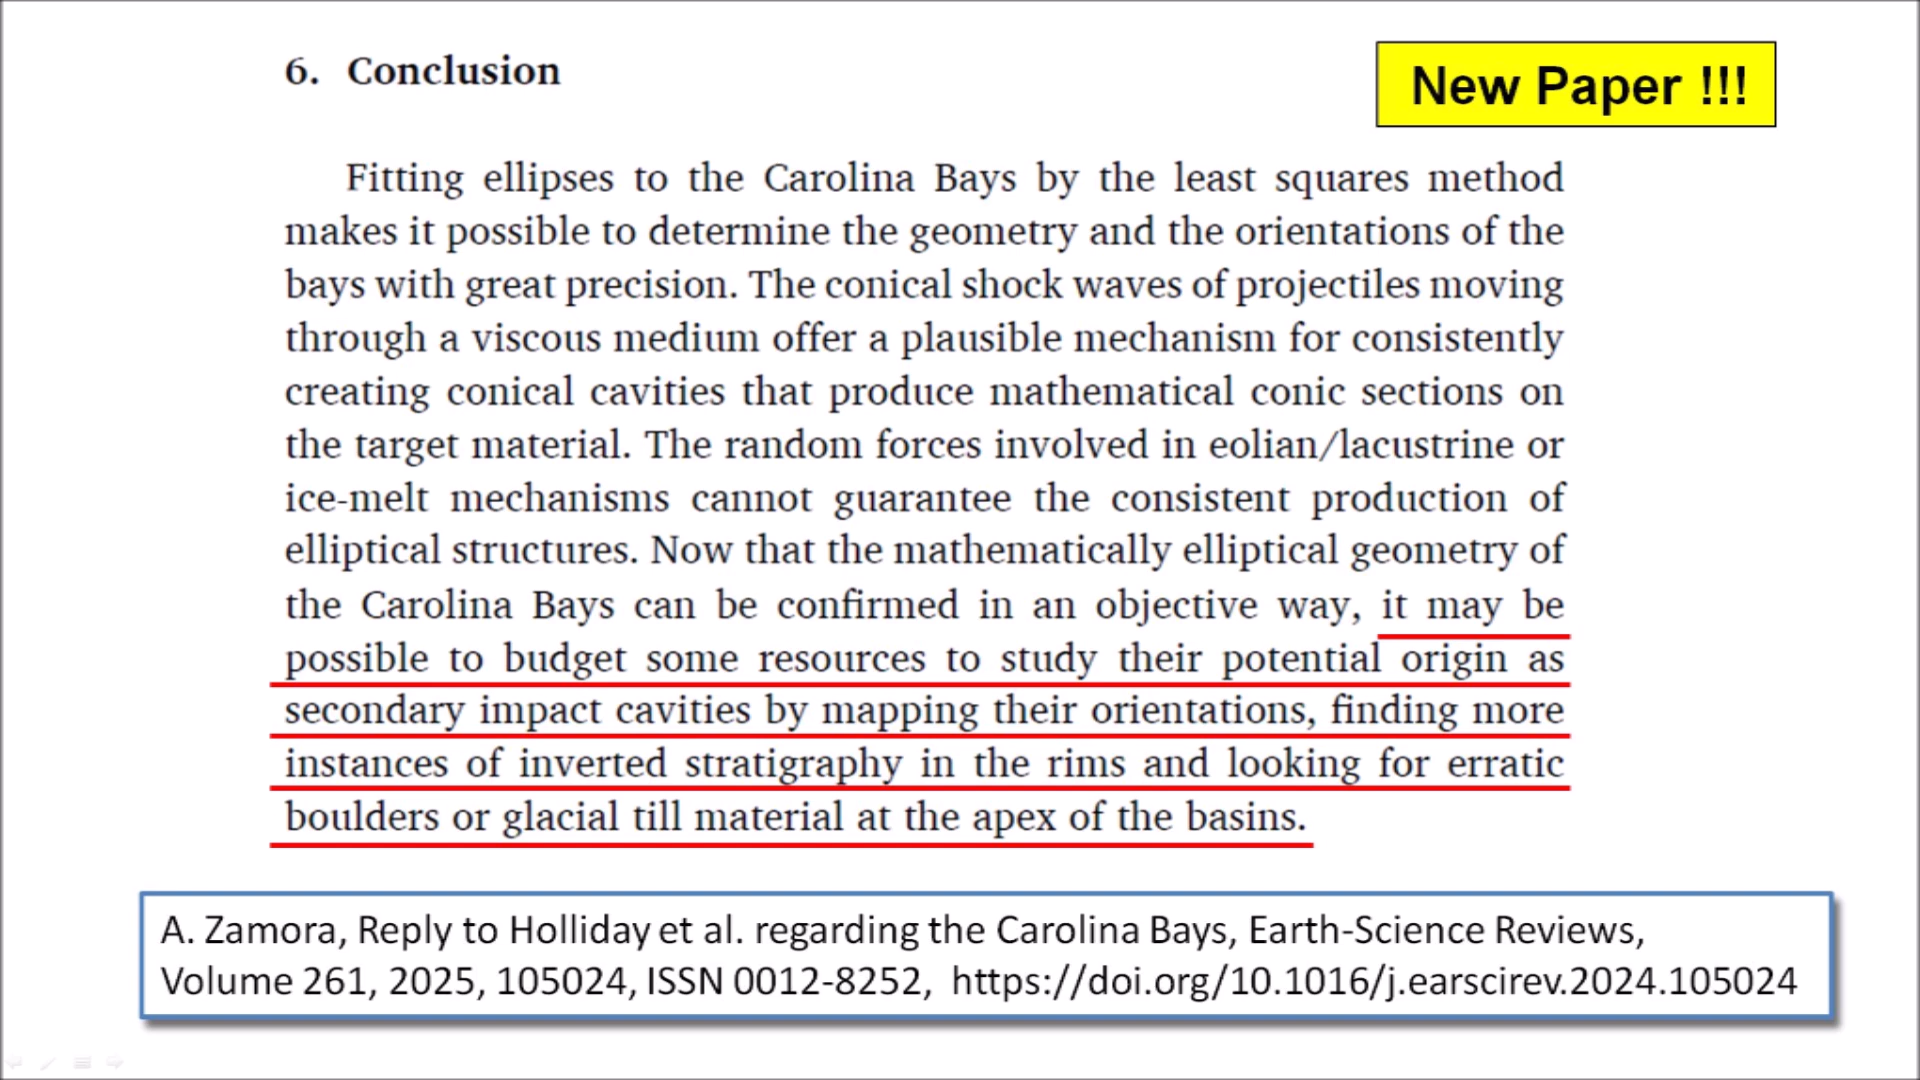 6. Conclusion
New Paper !!!
Fitting ellipses to the Carolina Bays by the least squares method
makes it possible to determine the geometry and the orientations of the
bays with great precision. The conical shock waves of projectiles moving
through a viscous medium offer a plausible mechanism for consistently
creating conical cavities that produce mathematical conic sections on
the target material. The random forces involved in eolian/lacustrine or
ice-melt mechanisms cannot guarantee the consistent production of
elliptical structures. Now that the mathematically elliptical geometry of
the Carolina Bays can be confirmed in an objective way, it may be
possible to budget some resources to study their potential origin as
secondary impact cavities by mapping their orientations, finding more
instances of inverted stratigraphy in the rims and looking for erratic
boulders or glacial till material at the apex of the basins.
A. Zamora, Reply to Holliday et al. regarding the Carolina Bays, Earth-Science Reviews,
Volume 261, 2025, 105024, ISSN 0012-8252, https://doi.org/10.1016/j.earscirev.2024.105024